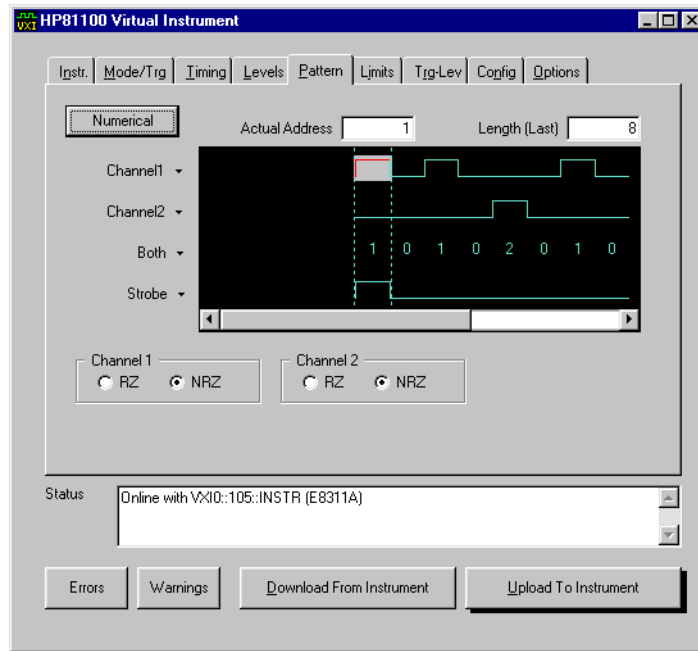 VXI HP81100 Virtual Instrument
Instr. Mode/Trg Timing Levels Pattern Limits Trg-Lev Config Options
Numerical Actual Address 1 Length (Last) 8
Channel1
Channel2
Both 1 0 1 0 2 0 1 0
Strobe
Channel 1 Channel 2
RZ NRZ RZ NRZ
Status Online with VXI0::105::INSTR (E8311A)
Errors Warnings Download From Instrument Upload To Instrument